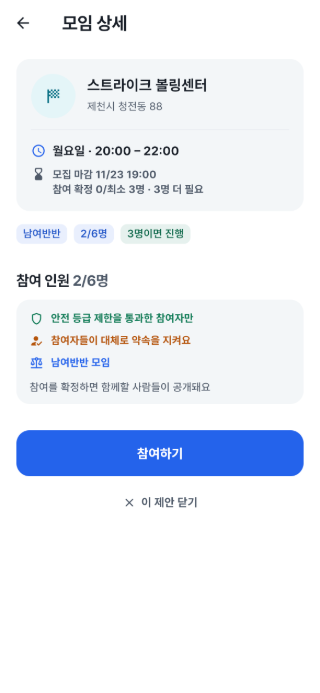 모임 상세
스트라이크 볼링센터
제천시 청전동 88
월요일 · 20:00 – 22:00
모집 마감 11/23 19:00
참여 확정 0/최소 3명 · 3명 더 필요
남여반반 2/6명 3명이면 진행
참여 인원 2/6명
안전 등급 제한을 통과한 참여자만
참여자들이 대체로 약속을 지켜요
남여반반 모임
참여를 확정하면 함께할 사람들이 공개돼요
참여하기
이 제안 닫기